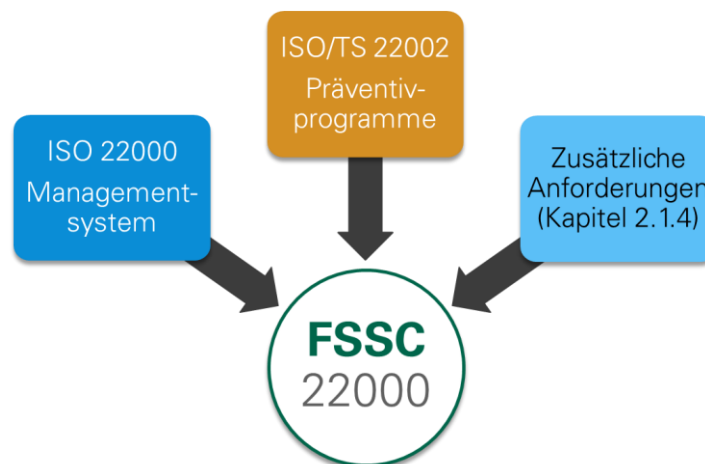 ISO/TS 22002
Präventiv-
programme
ISO 22000
Management-
system
Zusätzliche
Anforderungen
(Kapitel 2.1.4)
FSSC
22000